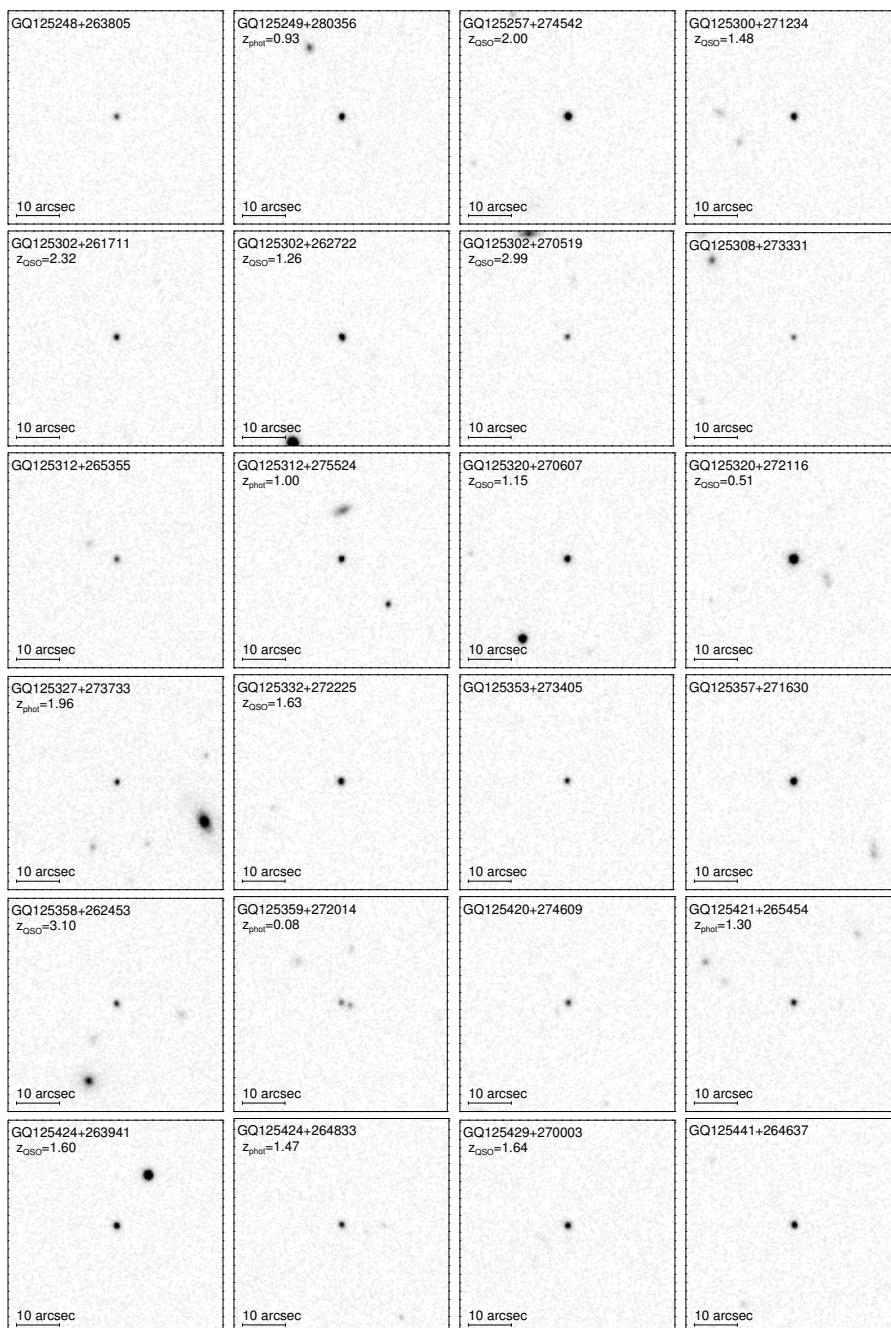 GQ125248+263805
10 arcsec
GQ125249+280356
z_phot=0.93
10 arcsec
GQ125257+274542
z_QSO=2.00
10 arcsec
GQ125300+271234
z_QSO=1.48
10 arcsec
GQ125302+261711
z_QSO=2.32
10 arcsec
GQ125302+262722
z_QSO=1.26
10 arcsec
GQ125302+270519
z_QSO=2.99
10 arcsec
GQ125308+273331
10 arcsec
GQ125312+265355
10 arcsec
GQ125312+275524
z_phot=1.00
10 arcsec
GQ125320+270607
z_QSO=1.15
10 arcsec
GQ125320+272116
z_QSO=0.51
10 arcsec
GQ125327+273733
z_phot=1.96
10 arcsec
GQ125332+272225
z_QSO=1.63
10 arcsec
GQ125353+273405
10 arcsec
GQ125357+271630
10 arcsec
GQ125358+262453
z_QSO=3.10
10 arcsec
GQ125359+272014
z_phot=0.08
10 arcsec
GQ125420+274609
10 arcsec
GQ125421+265454
z_phot=1.30
10 arcsec
GQ125424+263941
z_QSO=1.60
10 arcsec
GQ125424+264833
z_phot=1.47
10 arcsec
GQ125429+270003
z_QSO=1.64
10 arcsec
GQ125441+264637
10 arcsec